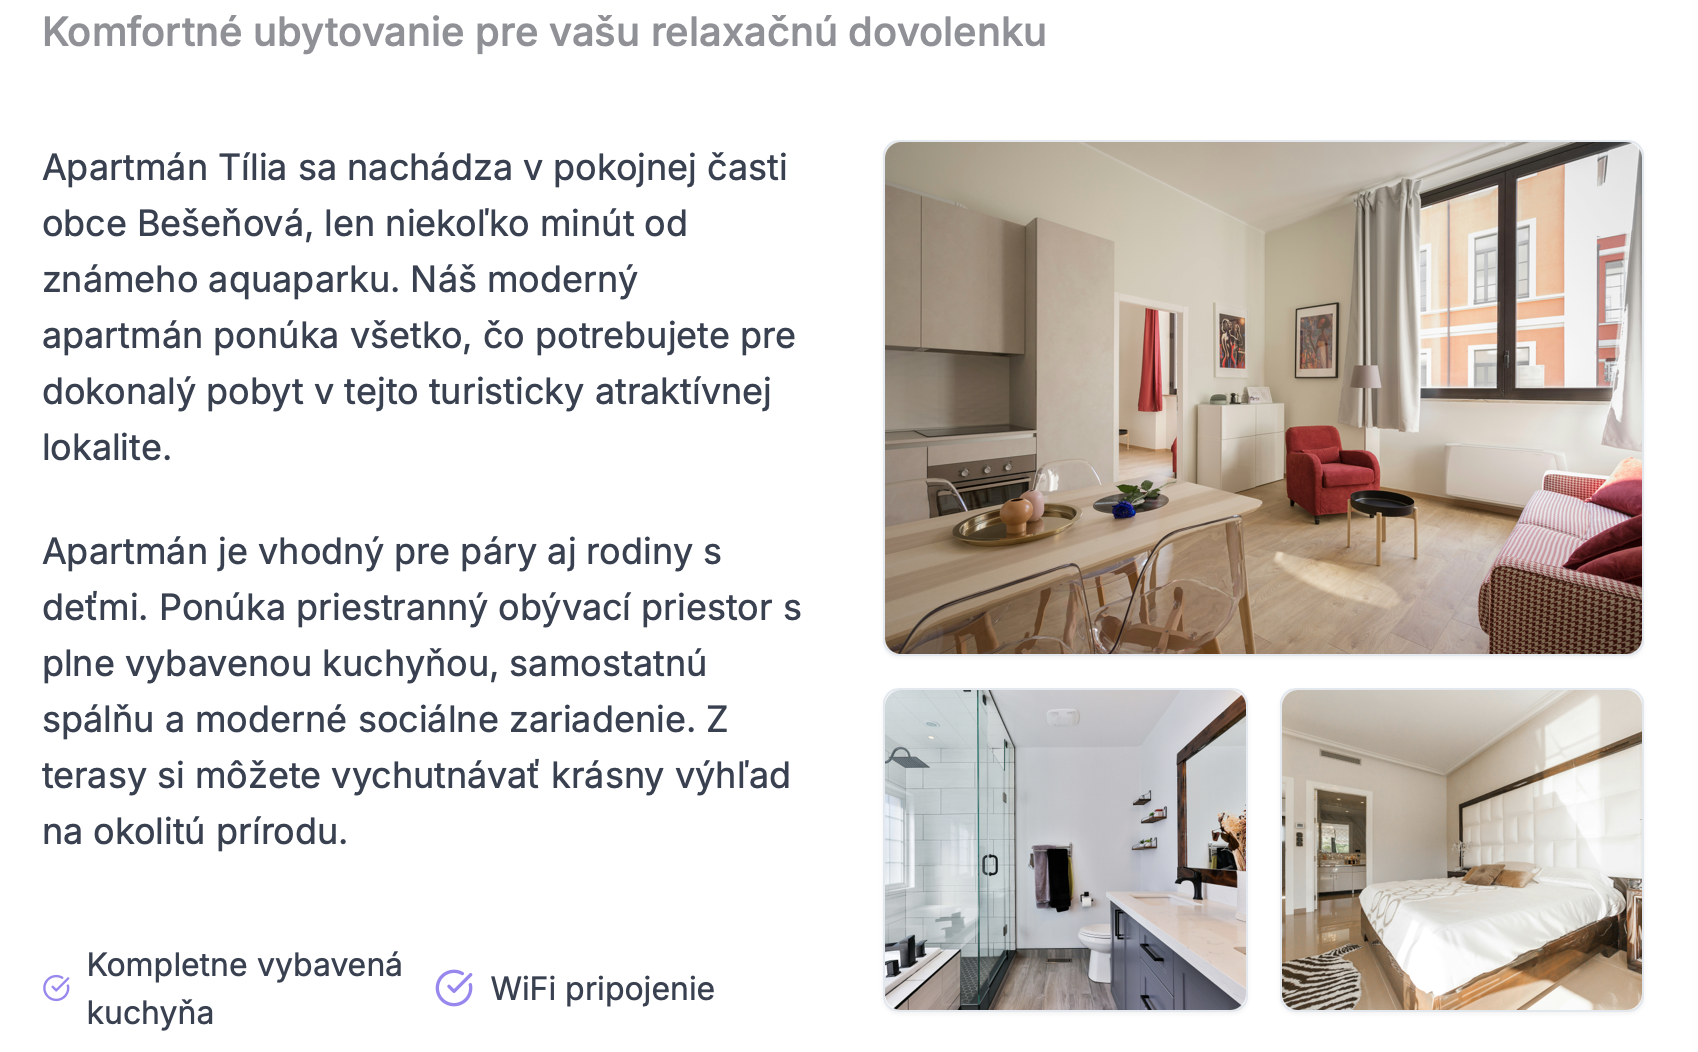 Komfortné ubytovanie pre vašu relaxačnú dovolenku
Apartmán Tília sa nachádza v pokojnej časti
obce Bešeňová, len niekoľko minút od
známeho aquaparku. Náš moderný
apartmán ponúka všetko, čo potrebujete pre
dokonalý pobyt v tejto turisticky atraktívnej
lokalite.
Apartmán je vhodný pre páry aj rodiny s
deťmi. Ponúka priestranný obývací priestor s
plne vybavenou kuchyňou, samostatnú
spálňu a moderné sociálne zariadenie. Z
terasy si môžete vychutnávať krásny výhľad
na okolitú prírodu.
Kompletne vybavená
kuchyňa
WiFi pripojenie